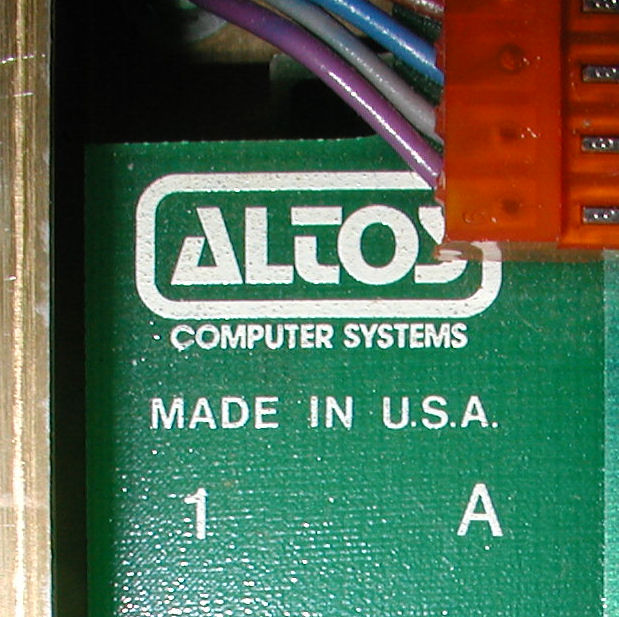 ALTOS
COMPUTER SYSTEMS
MADE IN U.S.A.
1 A